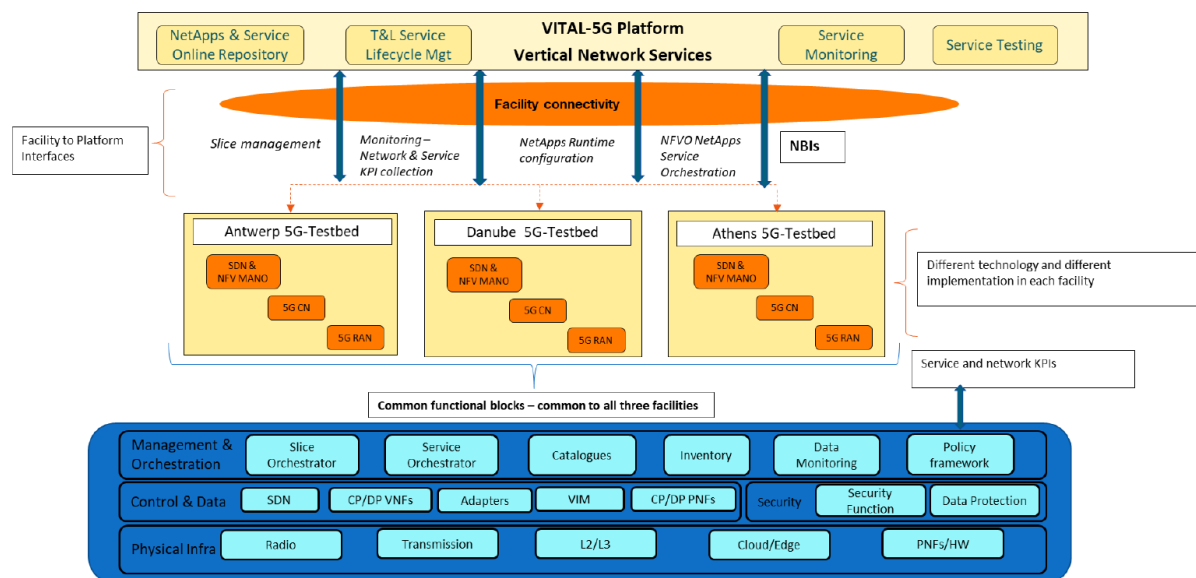 VITAL-5G Platform
Vertical Network Services
NetApps & Service
Online Repository
T&L Service
Lifecycle Mgt
Service
Monitoring
Service Testing
Facility connectivity
Facility to Platform
Interfaces
Slice management
Monitoring –
Network & Service
KPI collection
NetApps Runtime
configuration
NFVO NetApps
Service
Orchestration
NBIs
Antwerp 5G-Testbed
SDN &
NFV MANO
5G CN
5G RAN
Danube 5G-Testbed
SDN &
NFV MANO
5G CN
5G RAN
Athens 5G-Testbed
SDN &
NFV MANO
5G CN
5G RAN
Different technology and different
implementation in each facility
Service and network KPIs
Common functional blocks – common to all three facilities
Management &
Orchestration
Slice
Orchestrator
Service
Orchestrator
Catalogues
Inventory
Data
Monitoring
Policy
framework
Control & Data
SDN
CP/DP VNFs
Adapters
VIM
CP/DP PNFs
Security
Security
Function
Data Protection
Physical Infra
Radio
Transmission
L2/L3
Cloud/Edge
PNFs/HW